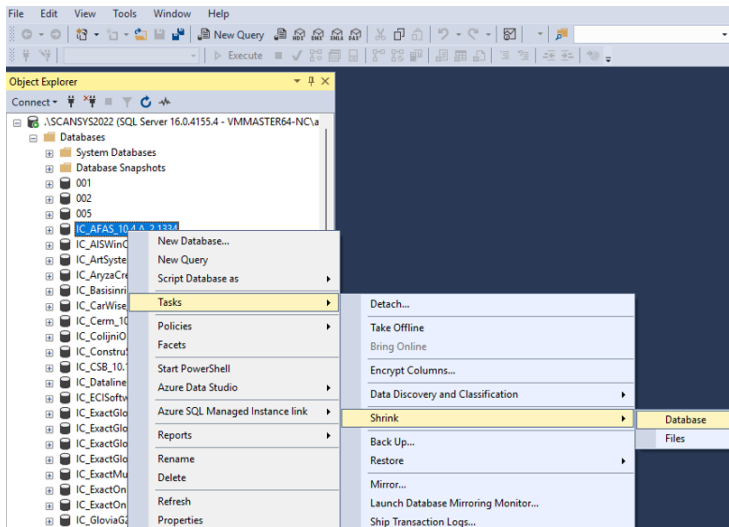 File Edit View Tools Window Help
New Query
Execute
Object Explorer
Connect
.\SCANSYS2022 (SQL Server 16.0.4155.4 - VMMASTER64-NC\a
Databases
System Databases
Database Snapshots
001
002
005
IC_AFAS_10.4.A_2.1334
IC_AISWinC
IC_ArtSyste
IC_AryzaCre
IC_Basisinri
IC_CarWise
IC_Cerm_10
IC_ColijniO
IC_ConstruS
IC_CSB_10.1
IC_Dataline
IC_ECISoftw
IC_ExactGlo
IC_ExactGlo
IC_ExactGlo
IC_ExactGlo
IC_ExactMu
IC_ExactOn
IC_ExactOn
IC_GloviaG2
New Database...
New Query
Script Database as
Tasks
Policies
Facets
Start PowerShell
Azure Data Studio
Azure SQL Managed Instance link
Reports
Rename
Delete
Refresh
Properties
Detach...
Take Offline
Bring Online
Encrypt Columns...
Data Discovery and Classification
Shrink
Back Up...
Restore
Mirror...
Launch Database Mirroring Monitor...
Ship Transaction Logs...
Database
Files